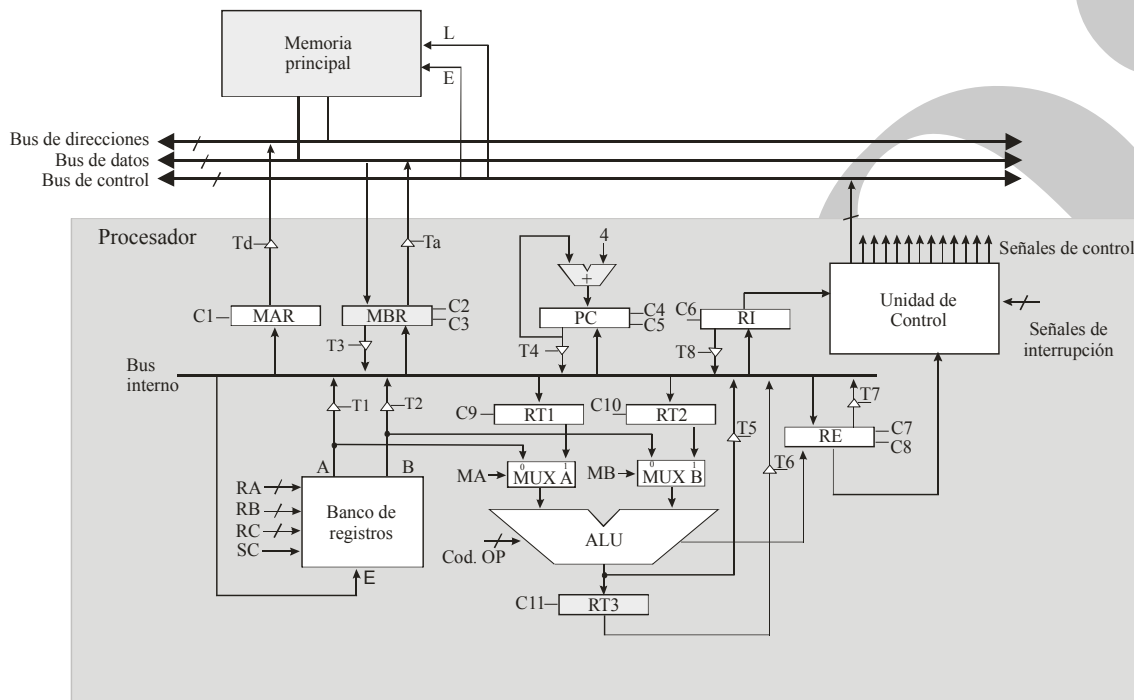 Memoria
principal
L
E
Bus de direcciones
Bus de datos
Bus de control
Procesador
Td
Ta
4
+
Señales de control
C1
MAR
MBR
C2
C3
PC
C4
C5
C6
RI
Unidad de
Control
Señales de
interrupción
T3
T4
T8
Bus
interno
T1
T2
C9
RT1
C10
RT2
T5
T7
RE
C7
C8
A
B
MA
0 1
MUX A
MB
0 1
MUX B
T6
RA
RB
RC
SC
Banco de
registros
E
Cod. OP
ALU
C11
RT3